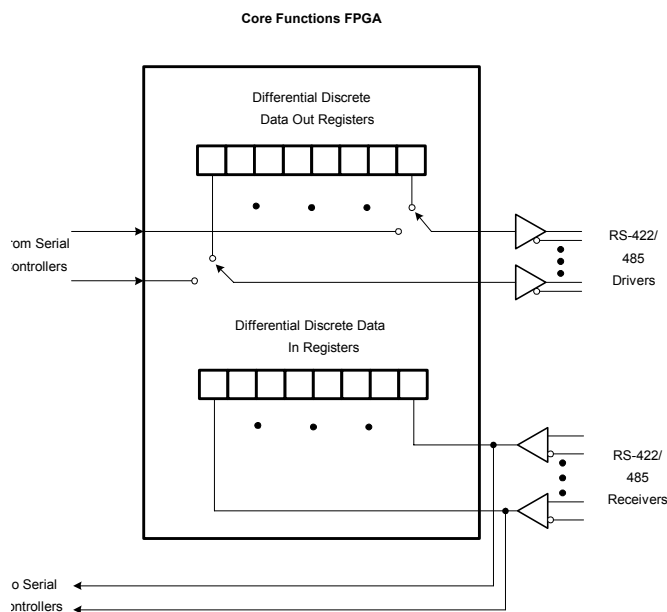 Core Functions FPGA
Differential Discrete
Data Out Registers
rom Serial
ontrollers
RS-422/
485
Drivers
Differential Discrete Data
In Registers
RS-422/
485
Receivers
o Serial
ontrollers